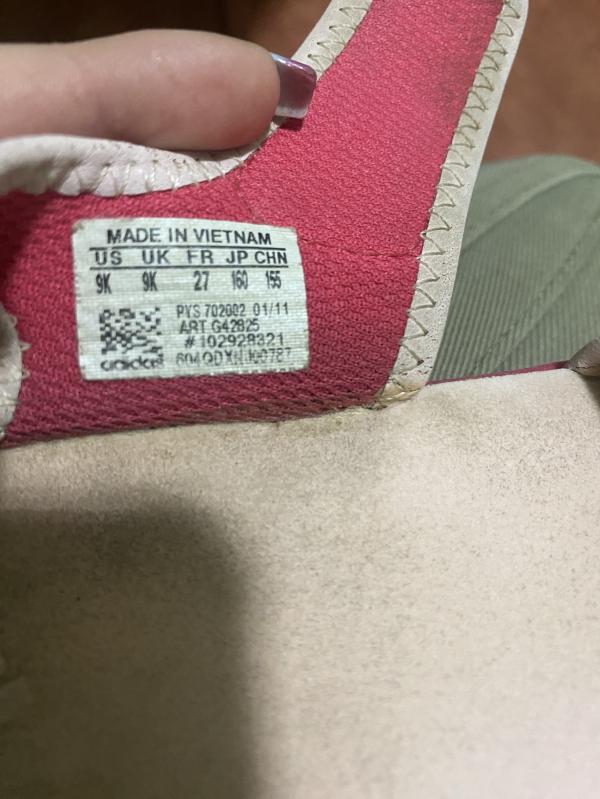 MADE IN VIETNAM
US UK FR JP CHN
9K 9K 27 160 155
PYS 702002 01/11
ART G42825
#102928321
adidas